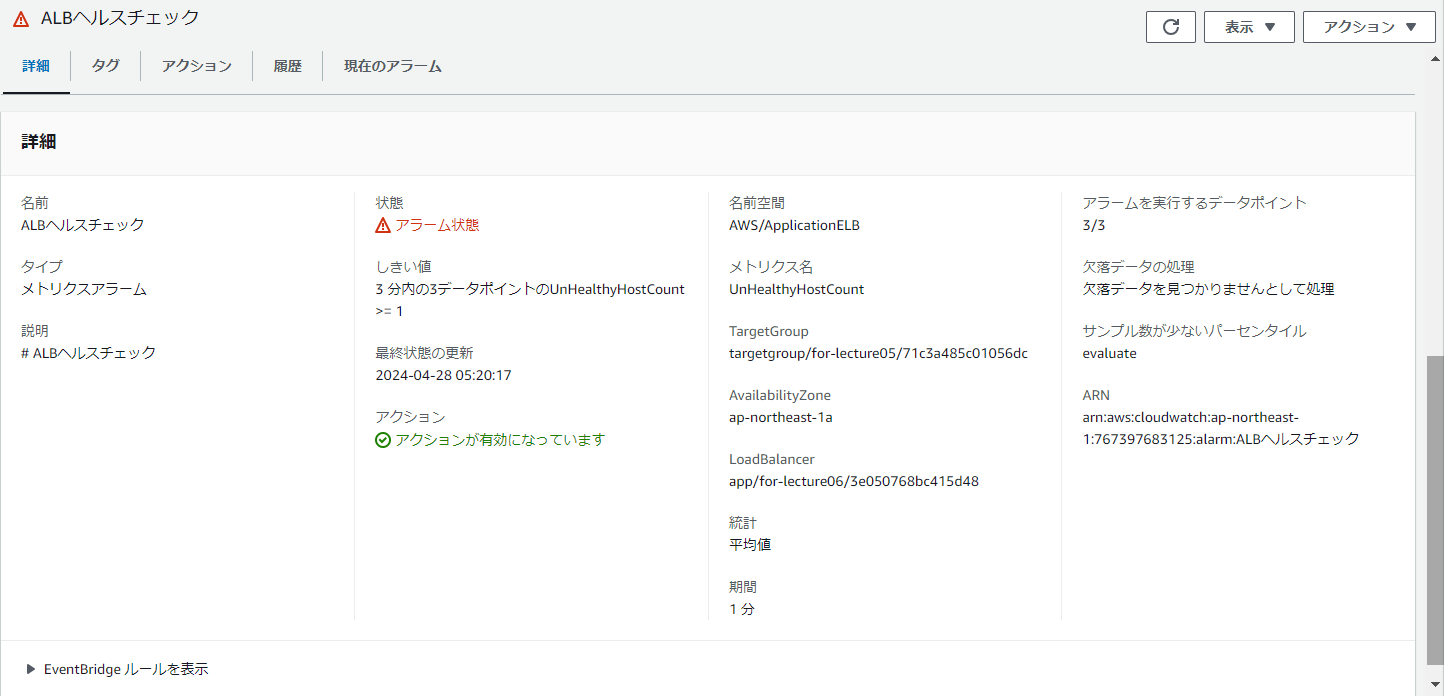 ALBヘルスチェック
表示
アクション
詳細
タグ
アクション
履歴
現在のアラーム
詳細
名前
ALBヘルスチェック
タイプ
メトリクスアラーム
説明
# ALBヘルスチェック
状態
アラーム状態
しきい値
3 分内の3データポイントのUnHealthyHostCount
>= 1
最終状態の更新
2024-04-28 05:20:17
アクション
アクションが有効になっています
名前空間
AWS/ApplicationELB
メトリクス名
UnHealthyHostCount
TargetGroup
targetgroup/for-lecture05/71c3a485c01056dc
AvailabilityZone
ap-northeast-1a
LoadBalancer
app/for-lecture06/3e050768bc415d48
統計
平均値
期間
1 分
アラームを実行するデータポイント
3/3
欠落データの処理
欠落データを見つかりませんとして処理
サンプル数が少ないパーセンタイル
evaluate
ARN
arn:aws:cloudwatch:ap-northeast-
1:767397683125:alarm:ALBヘルスチェック
EventBridge ルールを表示